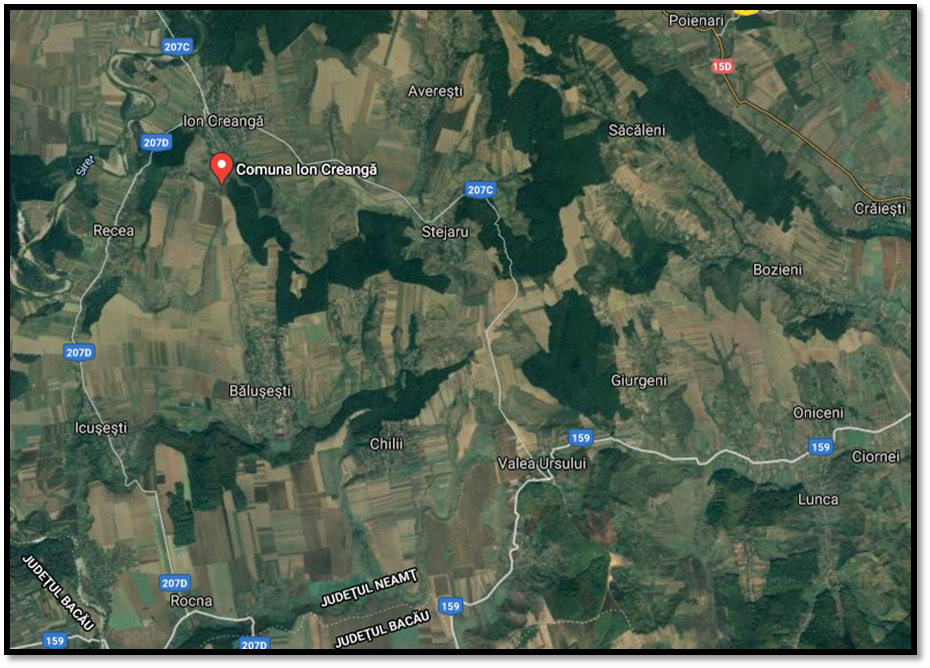 Poienari
207C
15D
Averești
Ion Creangă
Săcăleni
207D
Siret
Comuna Ion Creangă
207C
Crăiești
Recea
Stejaru
Bozieni
207D
Giurgeni
Bălușești
Oniceni
Icușești
159
Chilii
159
Ciornei
Valea Ursului
Lunca
JUDEȚUL BACĂU
207D
JUDEȚUL NEAMȚ
Rocna
159
JUDEȚUL BACĂU
159
207D